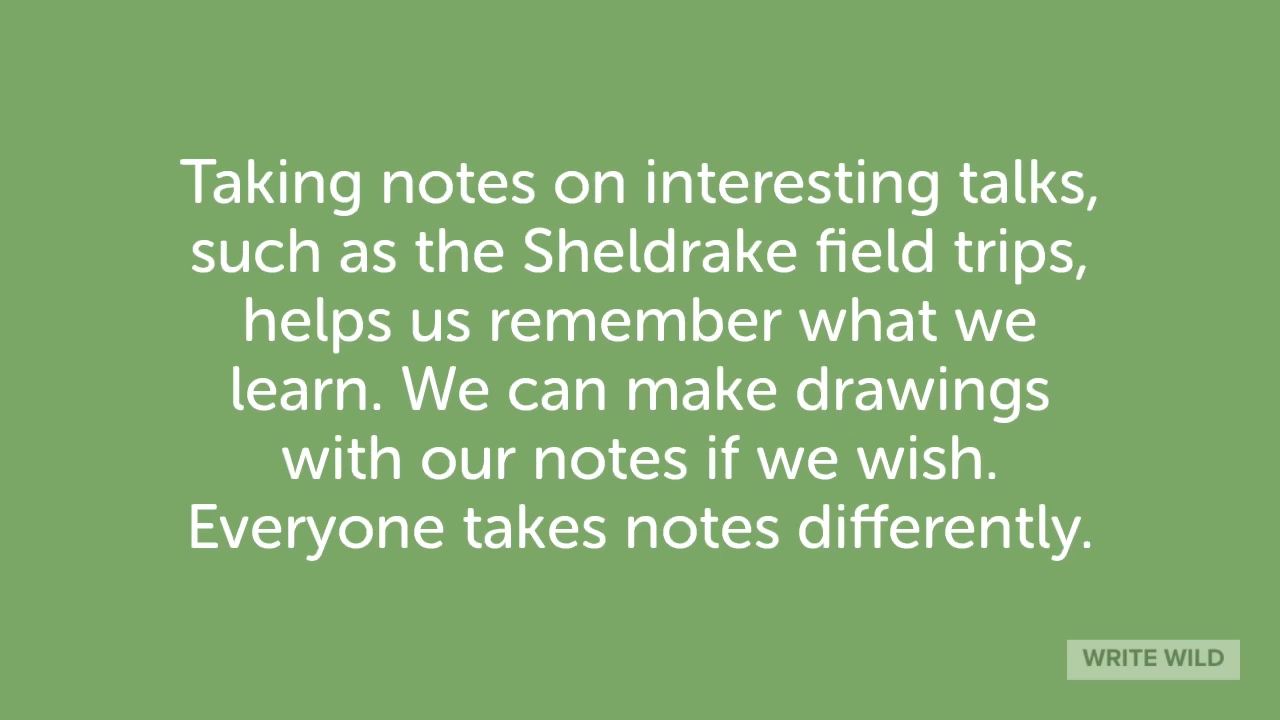 Taking notes on interesting talks,
such as the Sheldrake field trips,
helps us remember what we
learn. We can make drawings
with our notes if we wish.
Everyone takes notes differently.
WRITE WILD